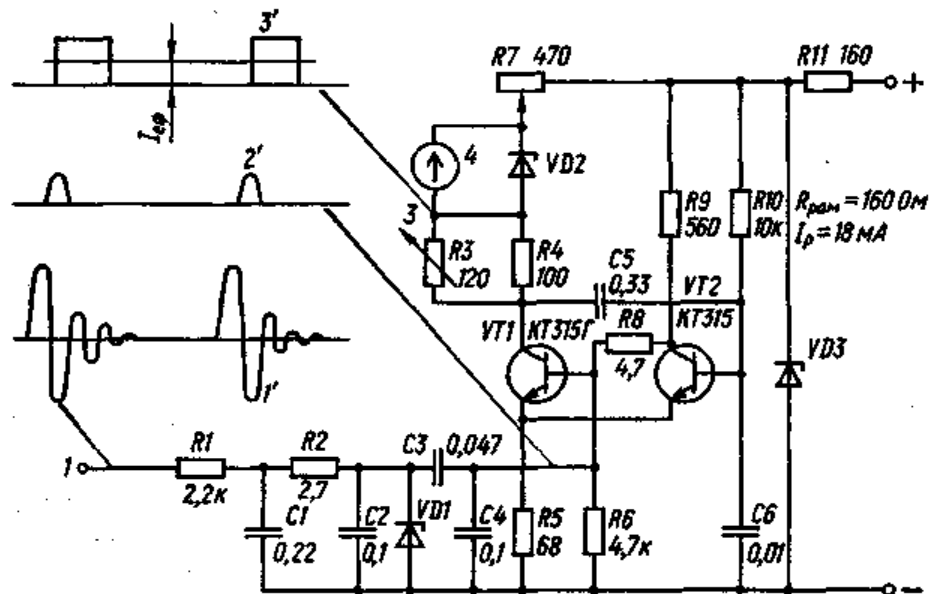 3'
Iэф
2'
1'
1
R1
2,2к
R2
2,7
C1
0,22
C2
0,1
VD1
C3
0,047
C4
0,1
R5
68
R6
4,7к
C6
0,01
VT1
КТ315Г
R8
4,7
VT2
КТ315
C5
0,33
R3
120
R4
100
3
4
VD2
R7 470
R9
560
R10
10к
R11 160
+
Rрам = 160 Ом
Iр = 18 мА
VD3
−